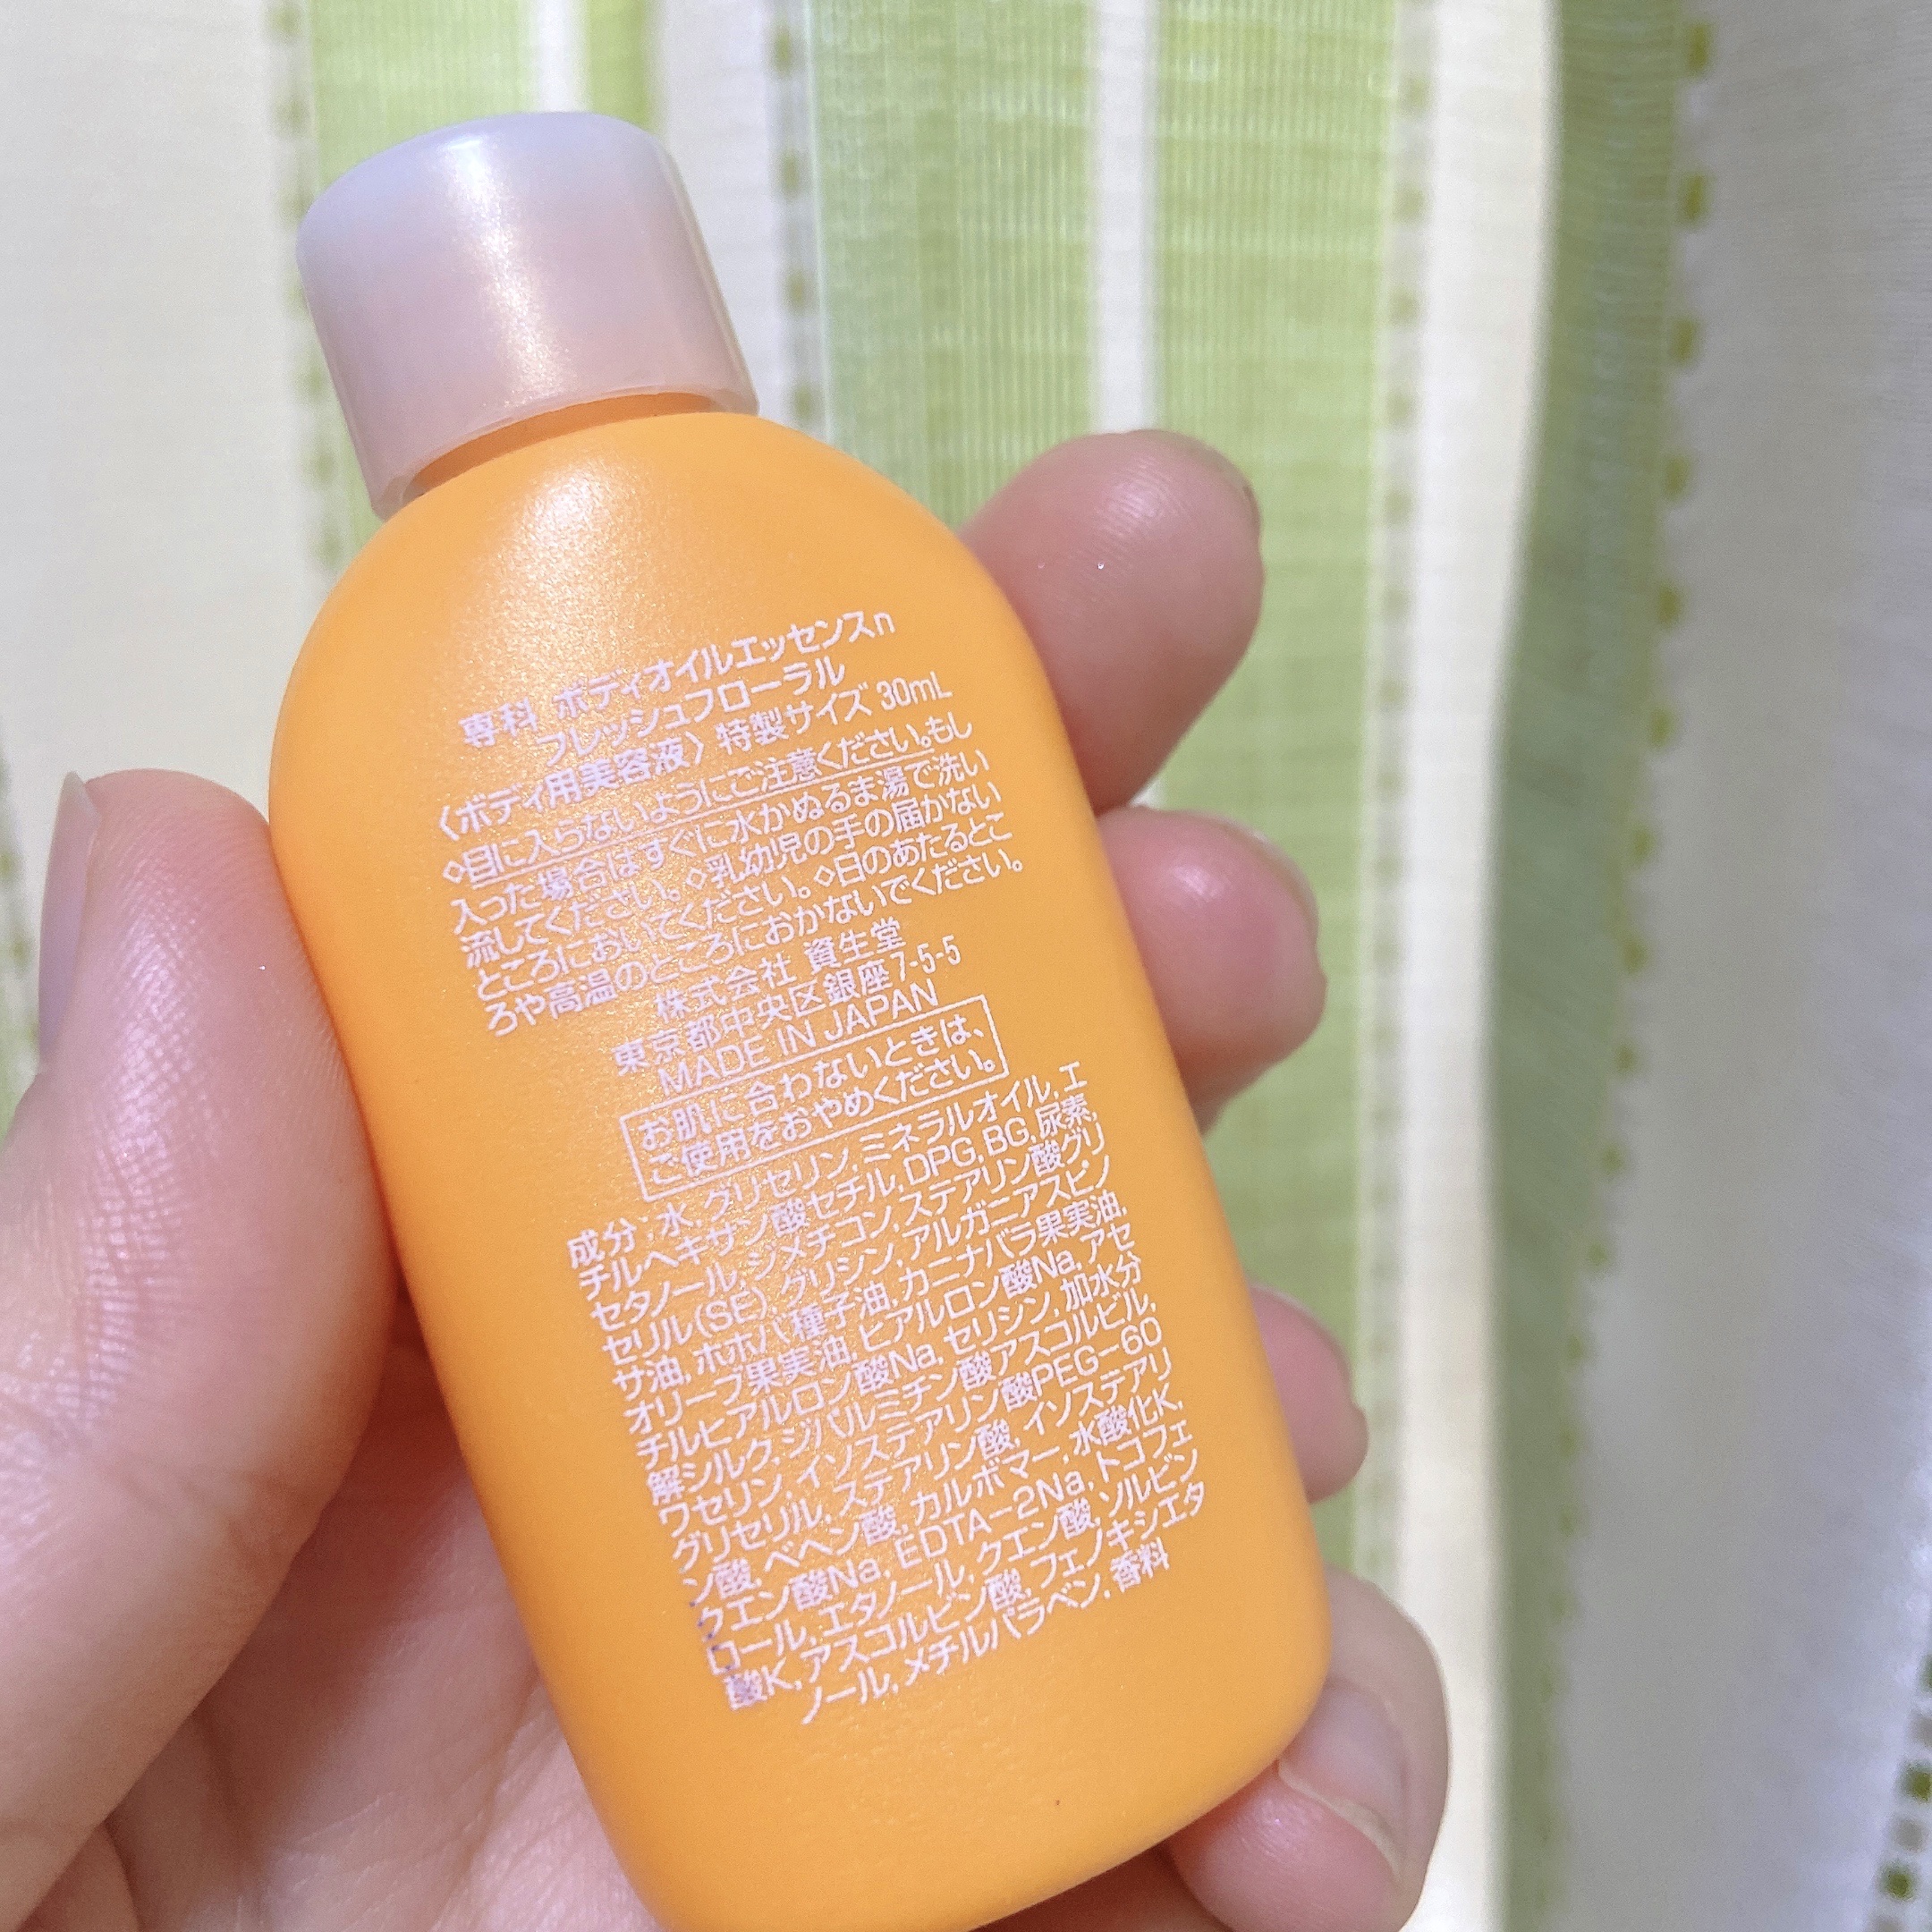 専科 ボディオイルエッセンスn
フレッシュフローラル
〈ボディ用美容液〉特製サイズ 30mL
◇目に入らないようにご注意ください。もし
入った場合はすぐに水かぬるま湯で洗い
流してください。◇乳幼児の手の届かない
ところにおいてください。◇日のあたるとこ
ろや高温のところにおかないでください。
株式会社 資生堂
東京都中央区銀座7-5-5
MADE IN JAPAN
お肌に合わないときは、
ご使用をおやめください。
成分・水, グリセリン, ミネラルオイル, エ
チルヘキサン酸セチル, DPG, BG, 尿素,
セタノール, ジメチコン, ステアリン酸グリ
セリル(SE), グリシン, アルガニアスピノ
サ油, ホホバ種子油, カニナバラ果実油,
オリーブ果実油, ヒアルロン酸Na, アセ
チルヒアルロン酸Na, セリシン, 加水分
解シルク, ジパルミチン酸アスコルビル,
ワセリン, イソステアリン酸PEG-60
グリセリル, ステアリン酸, イソステアリ
ン酸, ベヘン酸, カルボマー, 水酸化K,
クエン酸Na, EDTA-2Na, トコフェ
ロール, エタノール, クエン酸, ソルビン
酸K, アスコルビン酸, フェノキシエタ
ノール, メチルパラベン, 香料